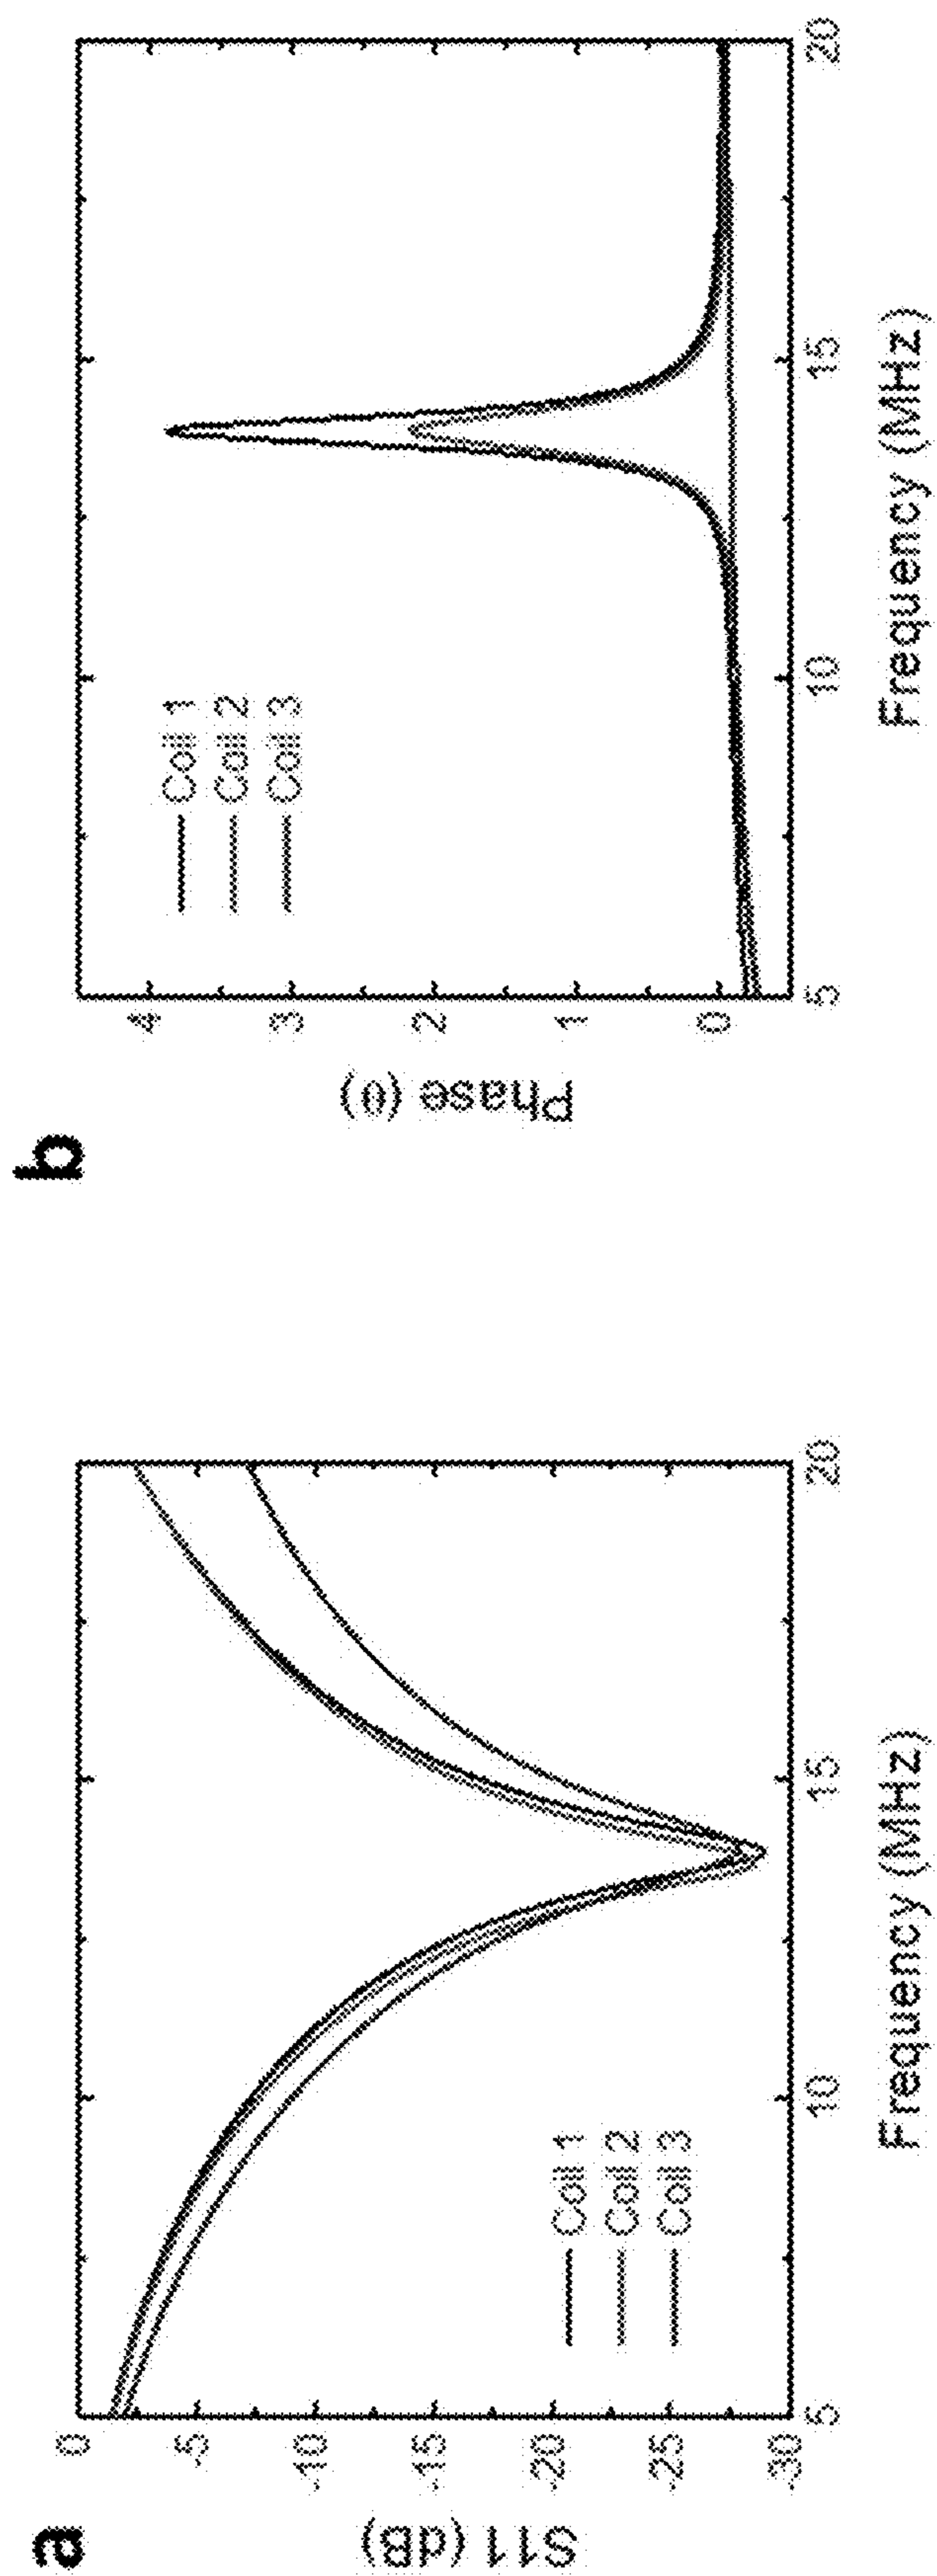 a
S11 (dB)
0
-5
-10
-15
-20
-25
-30
Coil 1
Coil 2
Coil 3
5
10
15
20
Frequency (MHz)
b
Phase (θ)
4
3
2
1
0
Coil 1
Coil 2
Coil 3
5
10
15
20
Frequency (MHz)